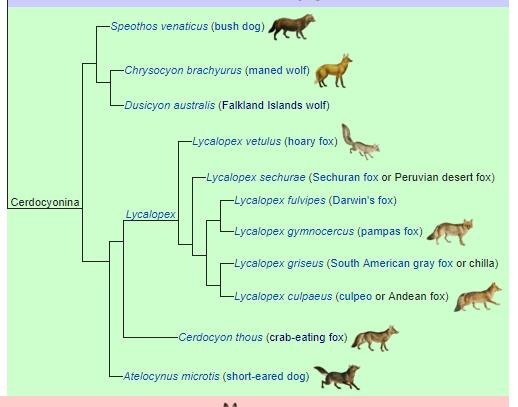 Speothos venaticus (bush dog)
Chrysocyon brachyurus (maned wolf)
Dusicyon australis (Falkland Islands wolf)
Lycalopex vetulus (hoary fox)
Lycalopex sechurae (Sechuran fox or Peruvian desert fox)
Cerdocyonina
Lycalopex fulvipes (Darwin's fox)
Lycalopex
Lycalopex gymnocercus (pampas fox)
Lycalopex griseus (South American gray fox or chilla)
Lycalopex culpaeus (culpeo or Andean fox)
Cerdocyon thous (crab-eating fox)
Atelocynus microtis (short-eared dog)